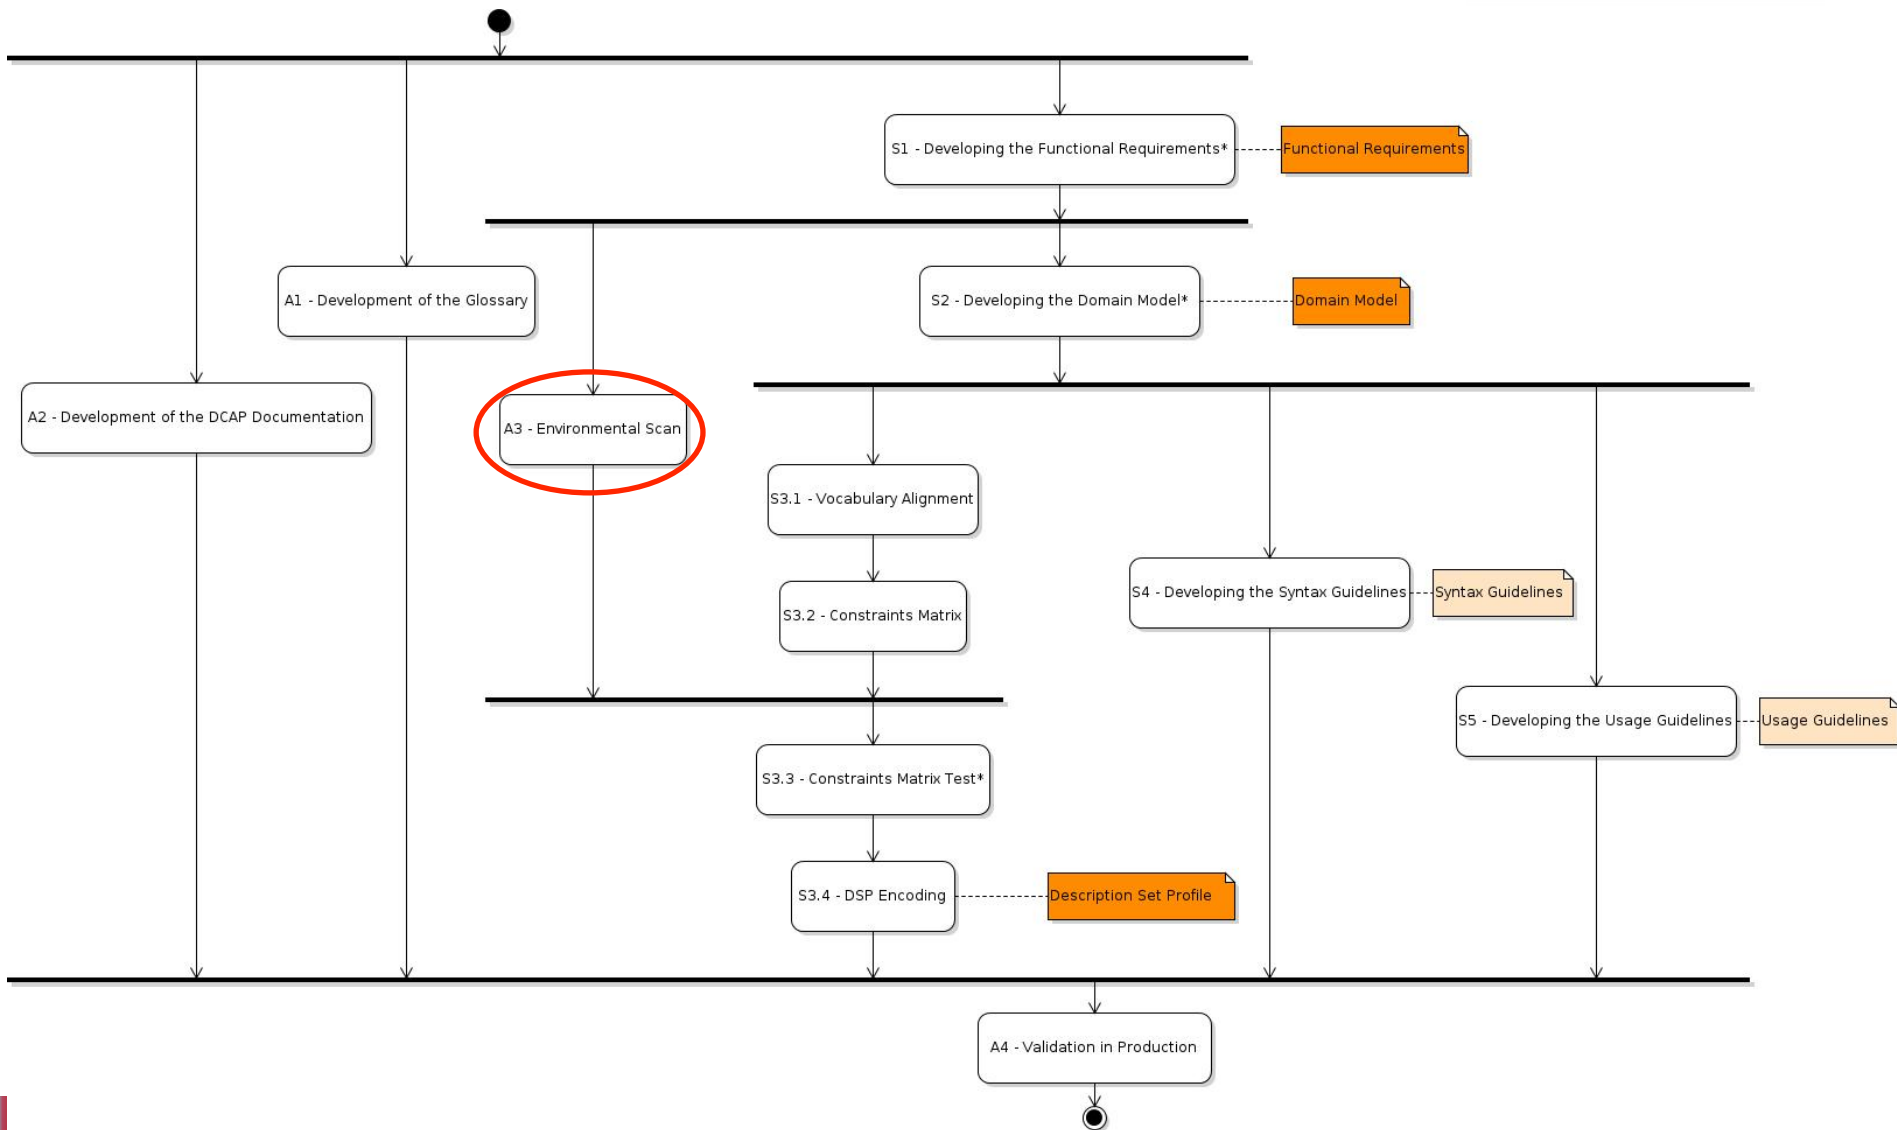 S1 - Developing the Functional Requirements*
Functional Requirements
A1 - Development of the Glossary
S2 - Developing the Domain Model*
Domain Model
A2 - Development of the DCAP Documentation
A3 - Environmental Scan
S3.1 - Vocabulary Alignment
S4 - Developing the Syntax Guidelines
Syntax Guidelines
S3.2 - Constraints Matrix
S5 - Developing the Usage Guidelines
Usage Guidelines
S3.3 - Constraints Matrix Test*
S3.4 - DSP Encoding
Description Set Profile
A4 - Validation in Production